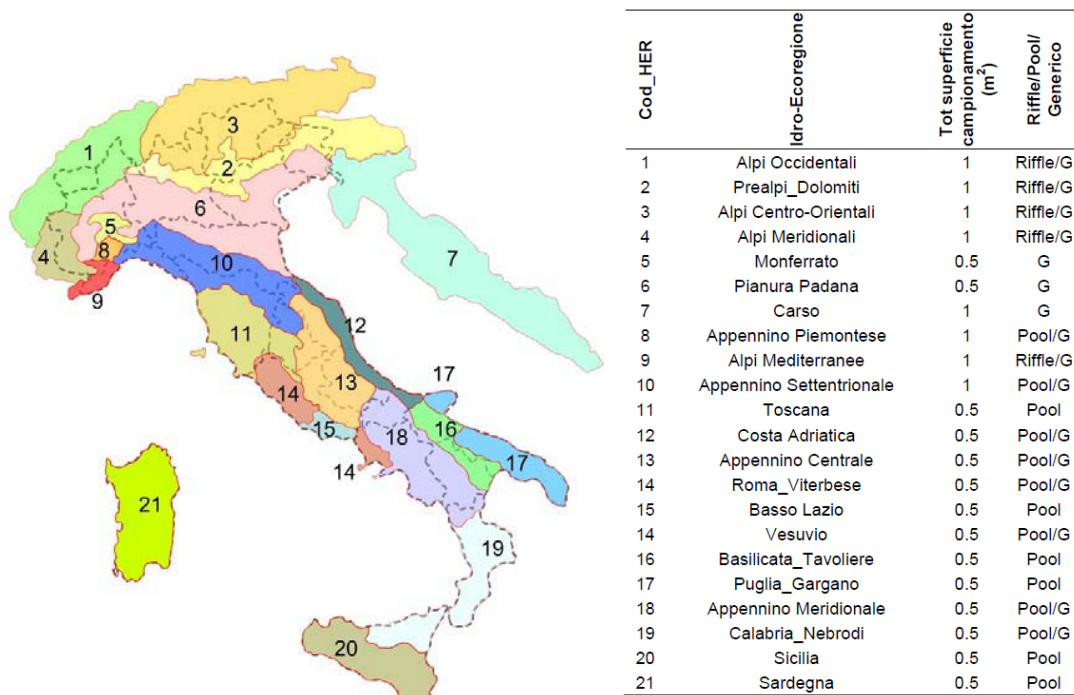 1
3
2
6
5
4
8
9
10
7
11
12
13
14
15
14
16
17
17
18
19
20
21
Cod_HER
Idro-Ecoregione
Tot superficie
campionamento
(m²)
Riffle/Pool/
Generico
1 Alpi Occidentali 1 Riffle/G
2 Prealpi_Dolomiti 1 Riffle/G
3 Alpi Centro-Orientali 1 Riffle/G
4 Alpi Meridionali 1 Riffle/G
5 Monferrato 0.5 G
6 Pianura Padana 0.5 G
7 Carso 1 G
8 Appennino Piemontese 1 Pool/G
9 Alpi Mediterranee 1 Riffle/G
10 Appennino Settentrionale 1 Pool/G
11 Toscana 0.5 Pool
12 Costa Adriatica 0.5 Pool/G
13 Appennino Centrale 0.5 Pool/G
14 Roma_Viterbese 0.5 Pool/G
15 Basso Lazio 0.5 Pool
14 Vesuvio 0.5 Pool/G
16 Basilicata_Tavoliere 0.5 Pool
17 Puglia_Gargano 0.5 Pool
18 Appennino Meridionale 0.5 Pool/G
19 Calabria_Nebrodi 0.5 Pool/G
20 Sicilia 0.5 Pool
21 Sardegna 0.5 Pool